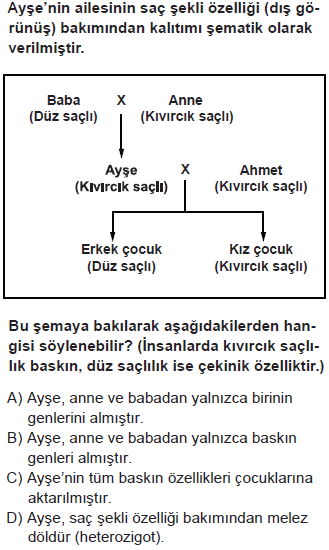 Ayşe’nin ailesinin saç şekli özelliği (dış gö-
rünüş) bakımından kalıtımı şematik olarak
verilmiştir.
Baba X Anne
(Düz saçlı) (Kıvırcık saçlı)
Ayşe X Ahmet
(Kıvırcık saçlı) (Kıvırcık saçlı)
Erkek çocuk Kız çocuk
(Düz saçlı) (Kıvırcık saçlı)
Bu şemaya bakılarak aşağıdakilerden han-
gisi söylenebilir? (İnsanlarda kıvırcık saçlı-
lık baskın, düz saçlılık ise çekinik özelliktir.)
A) Ayşe, anne ve babadan yalnızca birinin
genlerini almıştır.
B) Ayşe, anne ve babadan yalnızca baskın
genleri almıştır.
C) Ayşe’nin tüm baskın özellikleri çocuklarına
aktarılmıştır.
D) Ayşe, saç şekli özelliği bakımından melez
döldür (heterozigot).